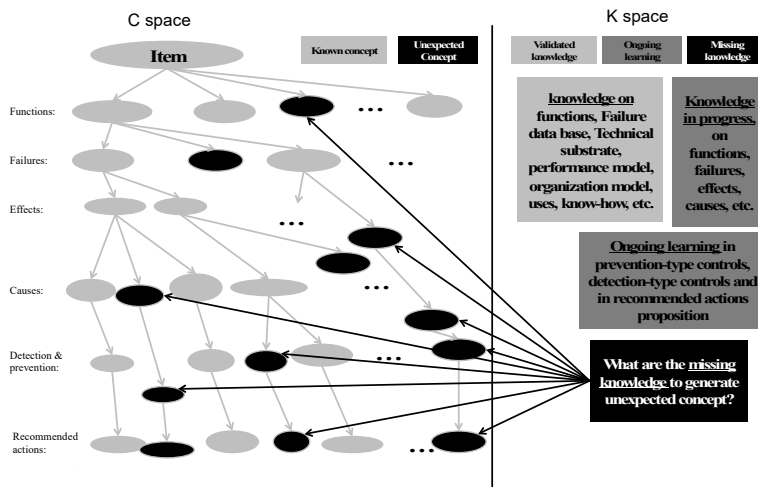 C space
K space
Item
Known concept
Unexpected
Concept
Validated
knowledge
Ongoing
learning
Missing
knowledge
Functions:
Failures:
Effects:
Causes:
Detection &
prevention:
Recommended
actions:
...
...
...
...
...
...
knowledge on
functions, Failure
data base, Technical
substrate,
performance model,
organization model,
uses, know-how, etc.
Knowledge
in progress,
on
functions,
failures,
effects,
causes, etc.
Ongoing learning in
prevention-type controls,
detection-type controls and
in recommended actions
proposition
What are the missing
knowledge to generate
unexpected concept?